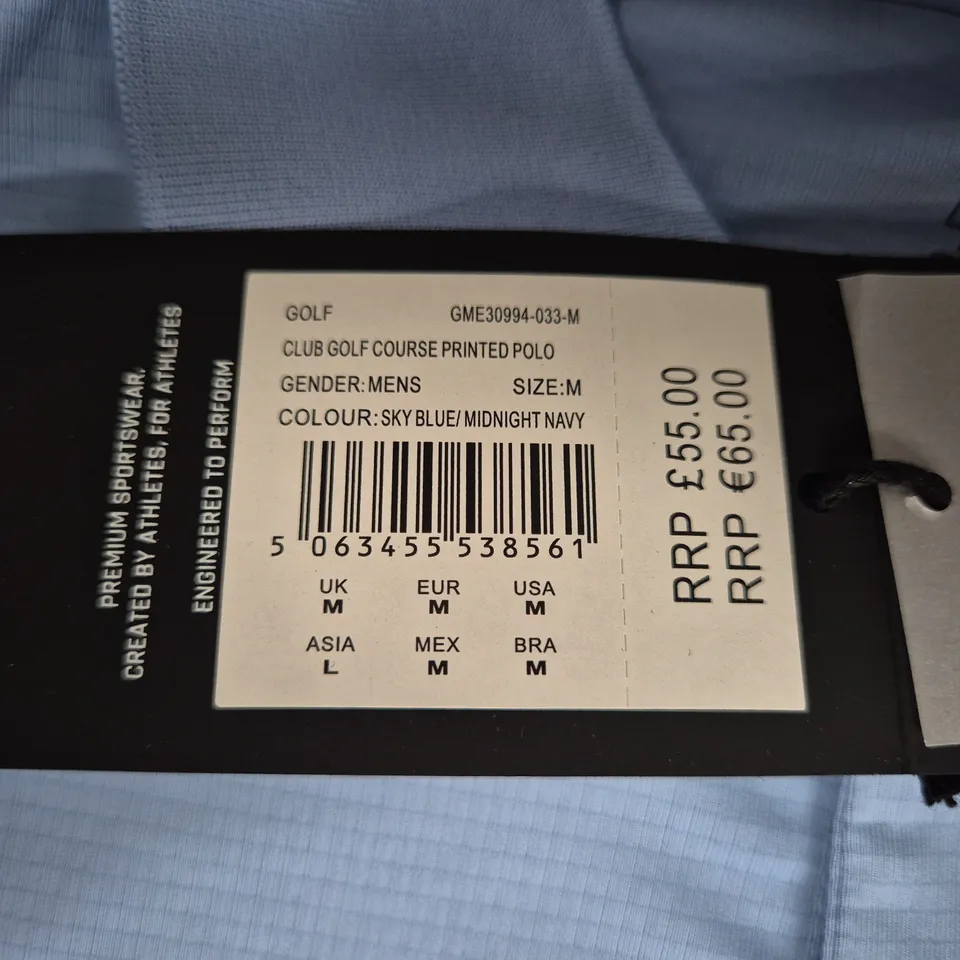 PREMIUM SPORTSWEAR.
CREATED BY ATHLETES, FOR ATHLETES
ENGINEERED TO PERFORM
GOLF GME30994-033-M
CLUB GOLF COURSE PRINTED POLO
GENDER: MENS SIZE: M
COLOUR: SKY BLUE/ MIDNIGHT NAVY
5 063455 538561
UK EUR USA
M M M
ASIA MEX BRA
L M M
RRP £55.00
RRP €65.00